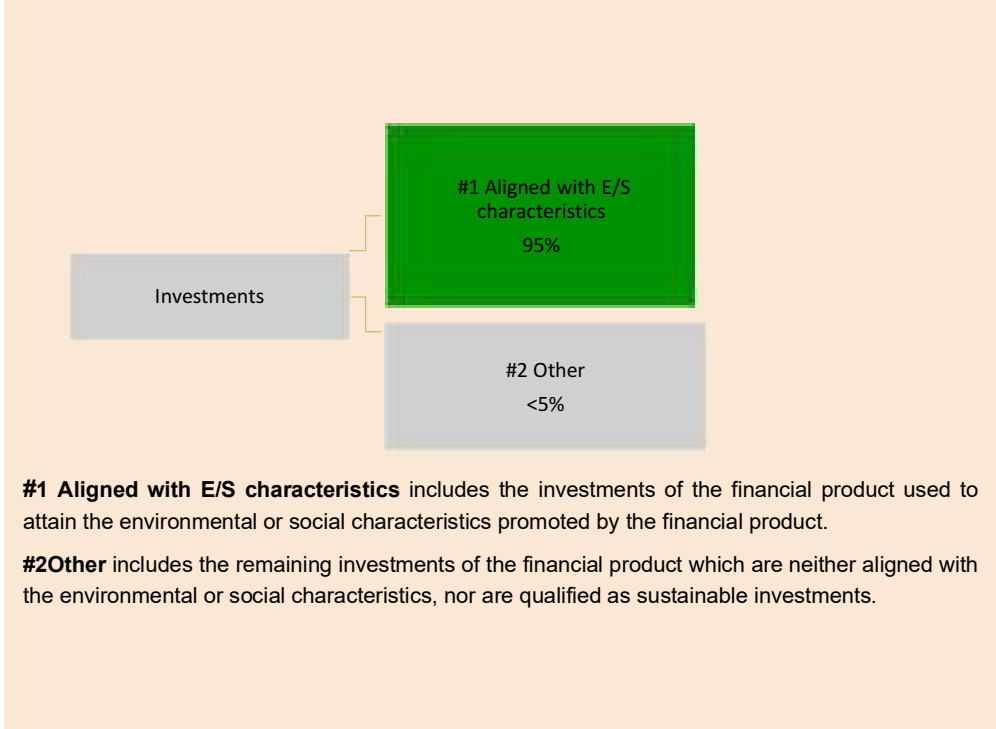 #1 Aligned with E/S
characteristics
95%
Investments
#2 Other
<5%
#1 Aligned with E/S characteristics includes the investments of the financial product used to
attain the environmental or social characteristics promoted by the financial product.
#2Other includes the remaining investments of the financial product which are neither aligned with
the environmental or social characteristics, nor are qualified as sustainable investments.